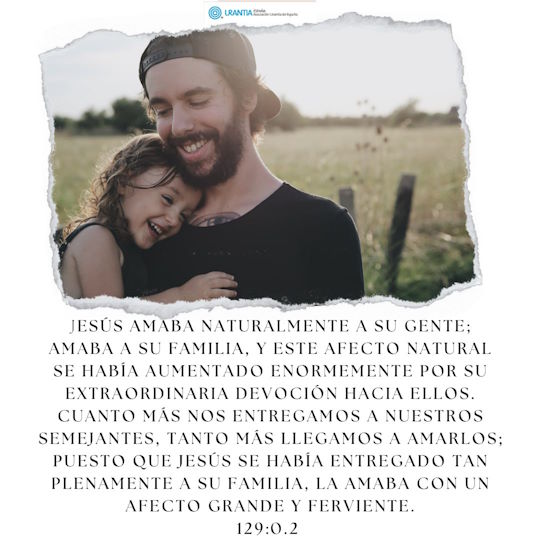 URANTIA ESPAÑA
Asociación Urantia de España
JESÚS AMABA NATURALMENTE A SU GENTE;
AMABA A SU FAMILIA, Y ESTE AFECTO NATURAL
SE HABÍA AUMENTADO ENORMEMENTE POR SU
EXTRAORDINARIA DEVOCIÓN HACIA ELLOS.
CUANTO MÁS NOS ENTREGAMOS A NUESTROS
SEMEJANTES, TANTO MÁS LLEGAMOS A AMARLOS;
PUESTO QUE JESÚS SE HABÍA ENTREGADO TAN
PLENAMENTE A SU FAMILIA, LA AMABA CON UN
AFECTO GRANDE Y FERVIENTE.
129:0.2